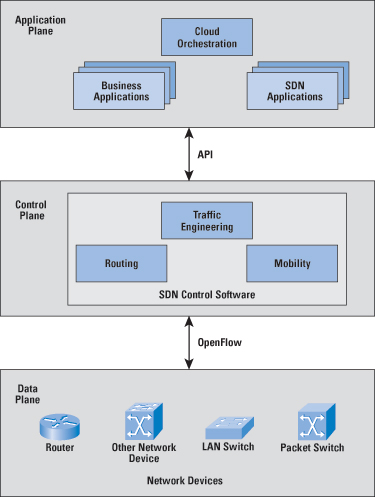 Application
Plane
Cloud
Orchestration
Business
Applications
SDN
Applications
API
Control
Plane
Traffic
Engineering
Routing
Mobility
SDN Control Software
OpenFlow
Data
Plane
Router
Other Network
Device
LAN Switch
Packet Switch
Network Devices